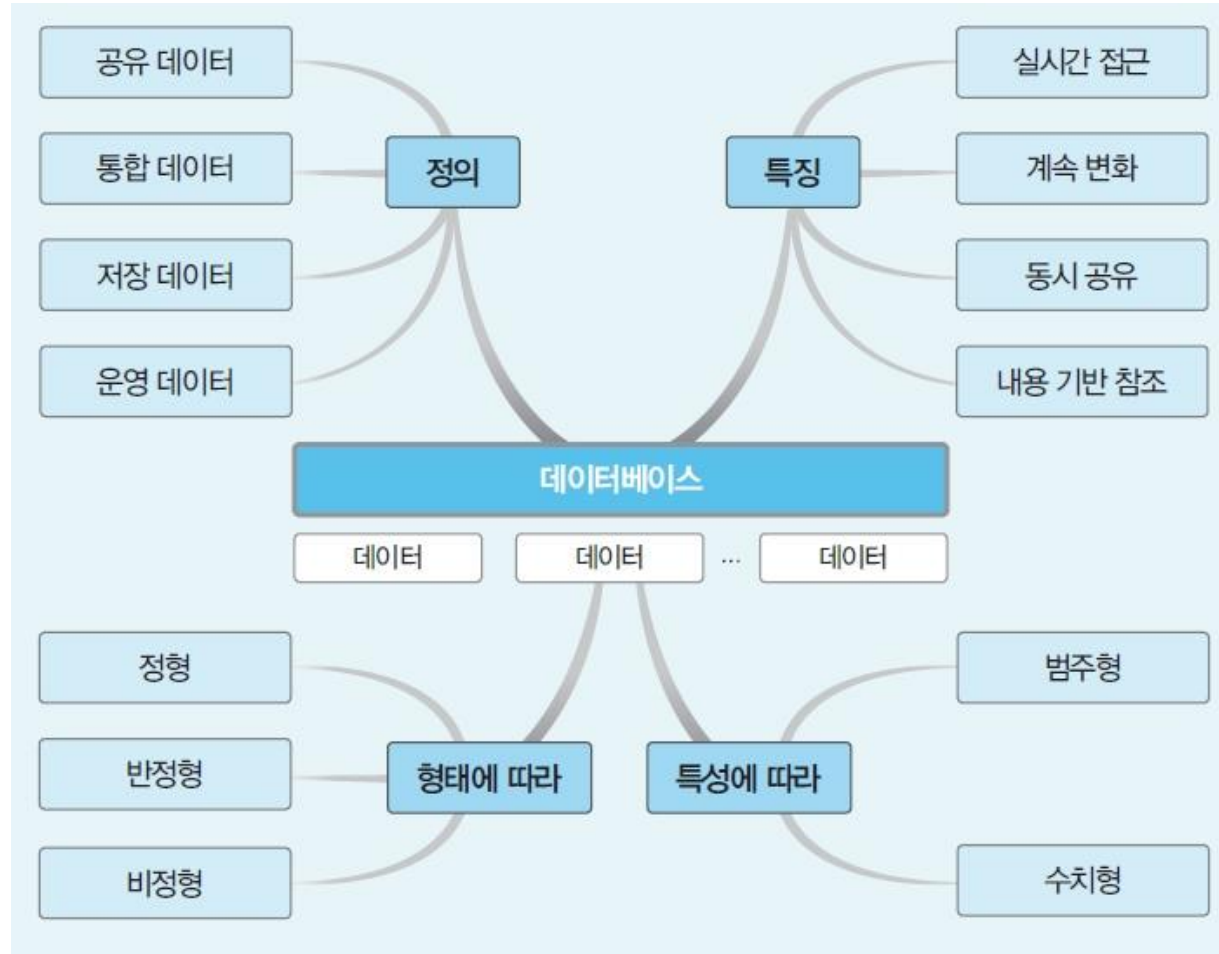 공유 데이터
통합 데이터
저장 데이터
운영 데이터
정의
특징
실시간 접근
계속 변화
동시 공유
내용 기반 참조
데이터베이스
데이터
데이터
...
데이터
정형
반정형
비정형
형태에 따라
특성에 따라
범주형
수치형